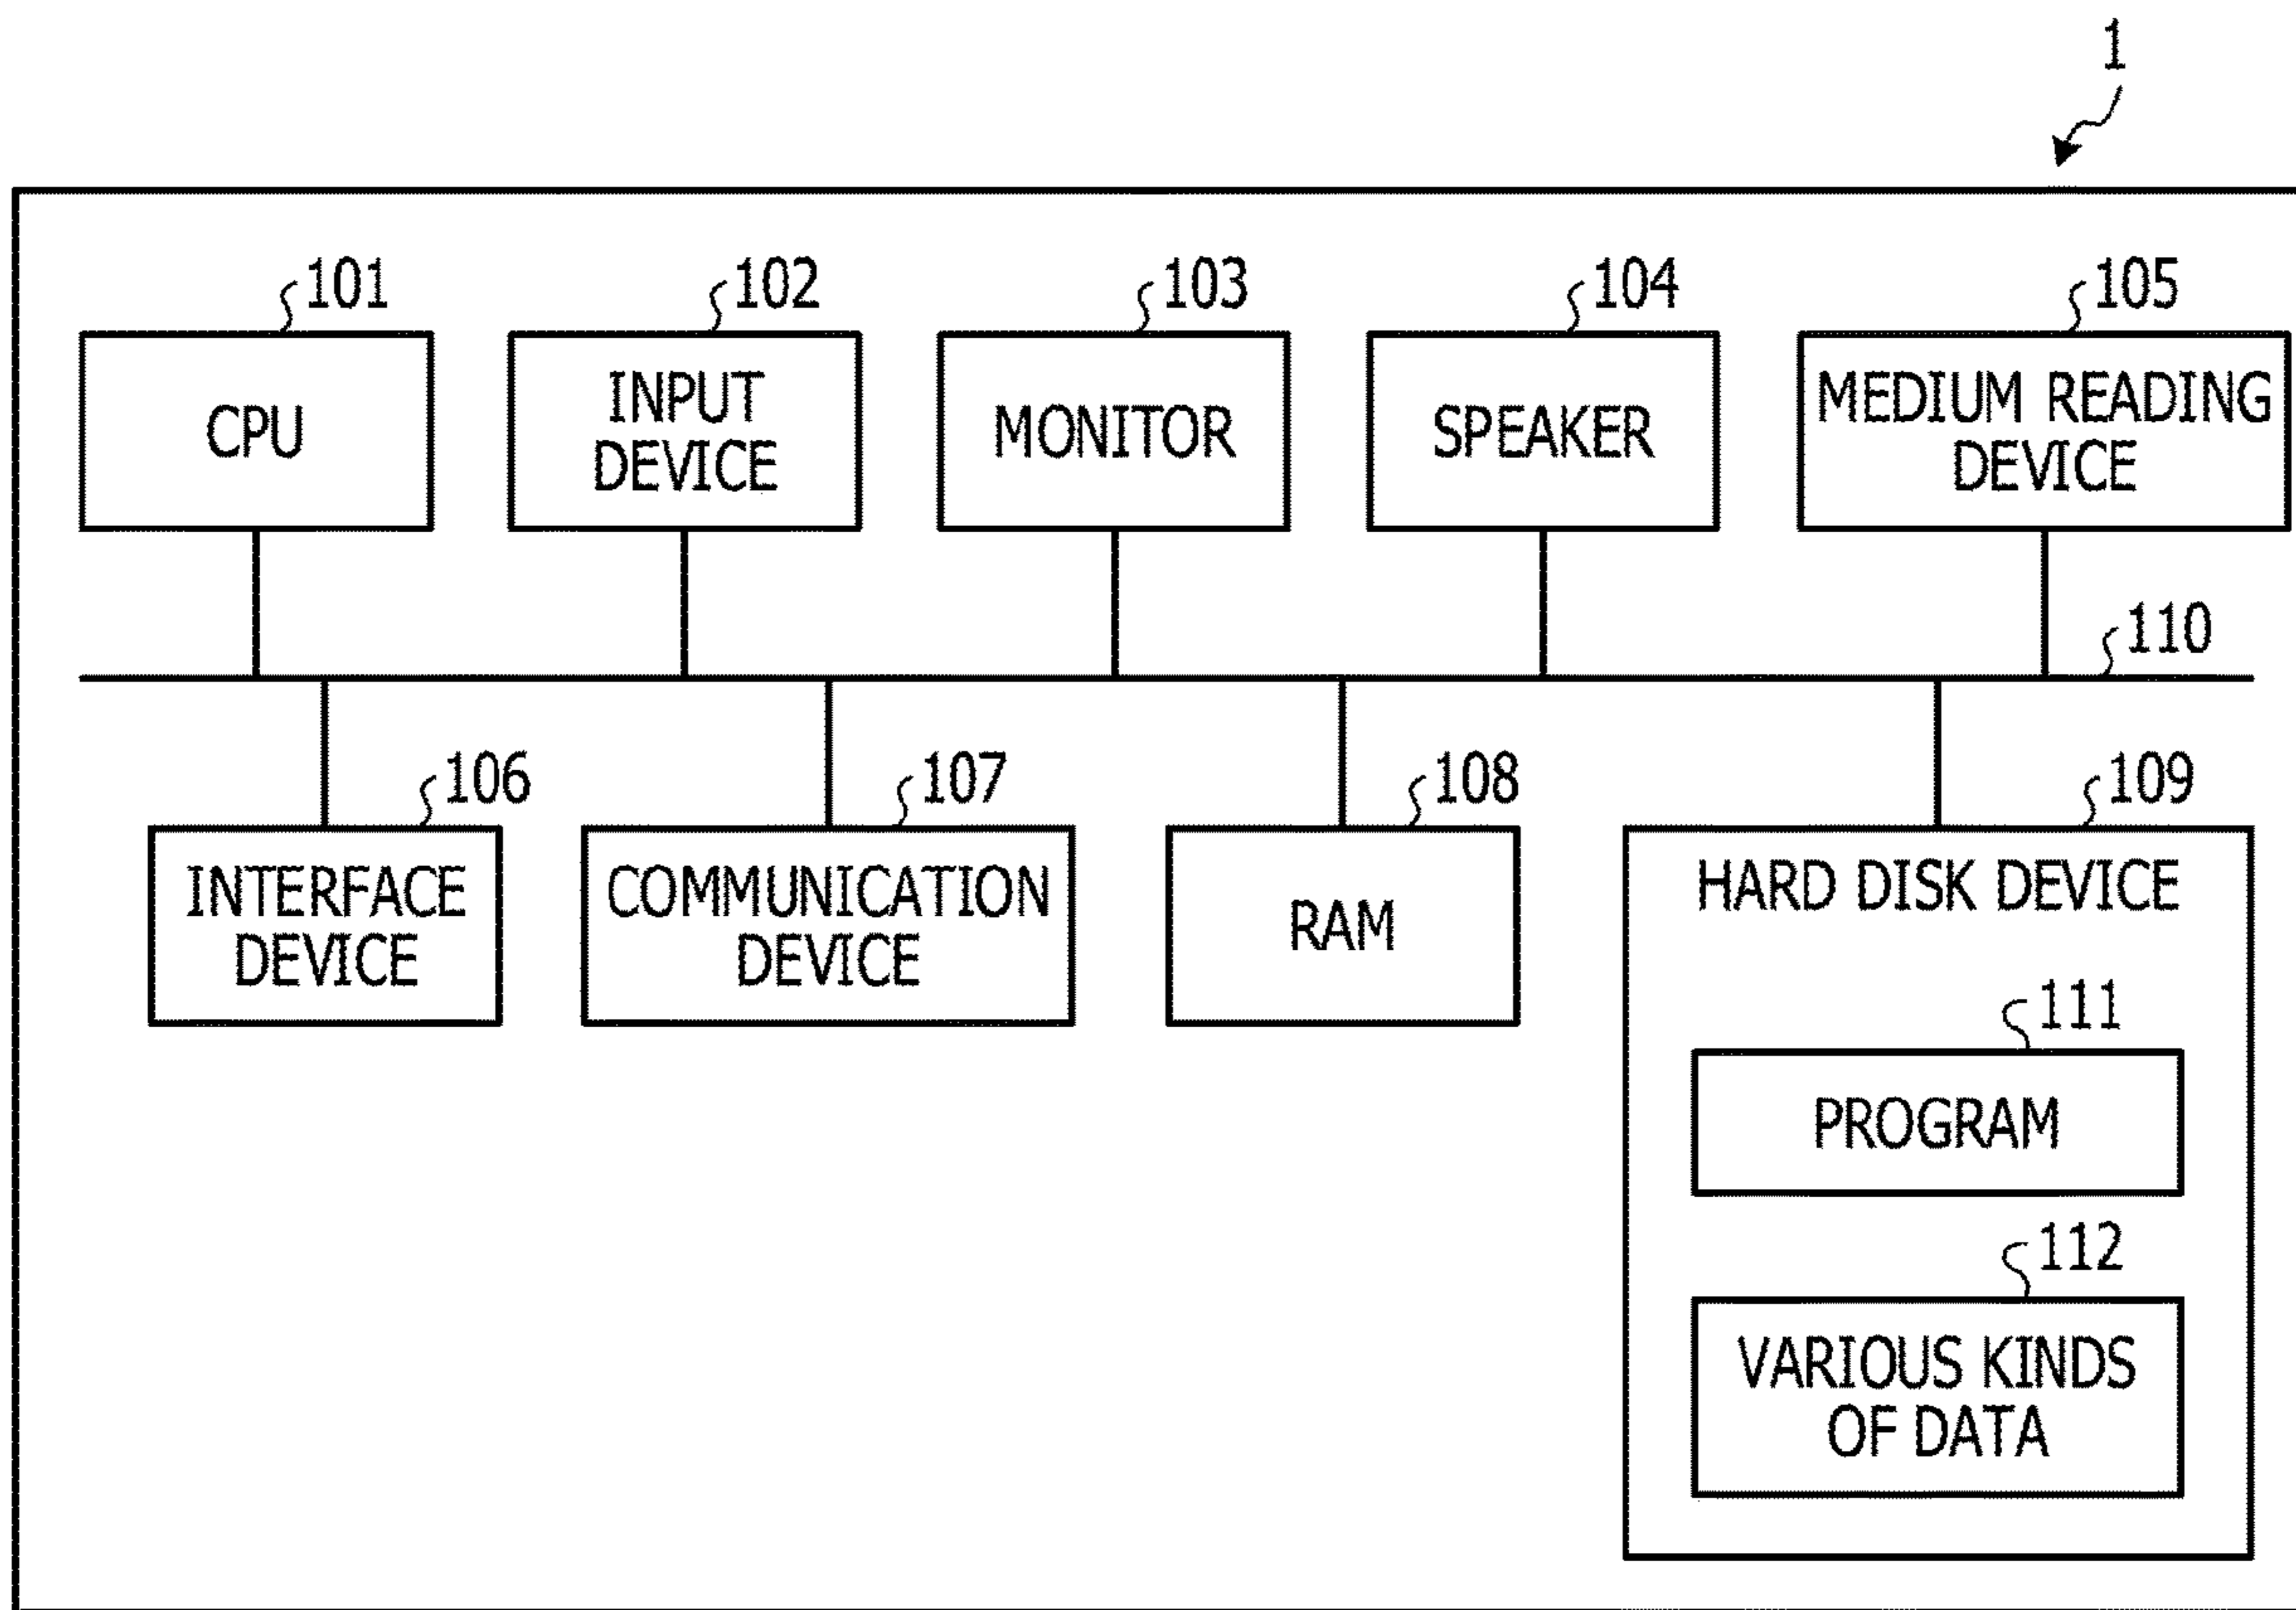 1
101
102
103
104
105
CPU
INPUT
DEVICE
MONITOR
SPEAKER
MEDIUM READING
DEVICE
110
106
107
108
109
INTERFACE
DEVICE
COMMUNICATION
DEVICE
RAM
HARD DISK DEVICE
111
PROGRAM
112
VARIOUS KINDS
OF DATA